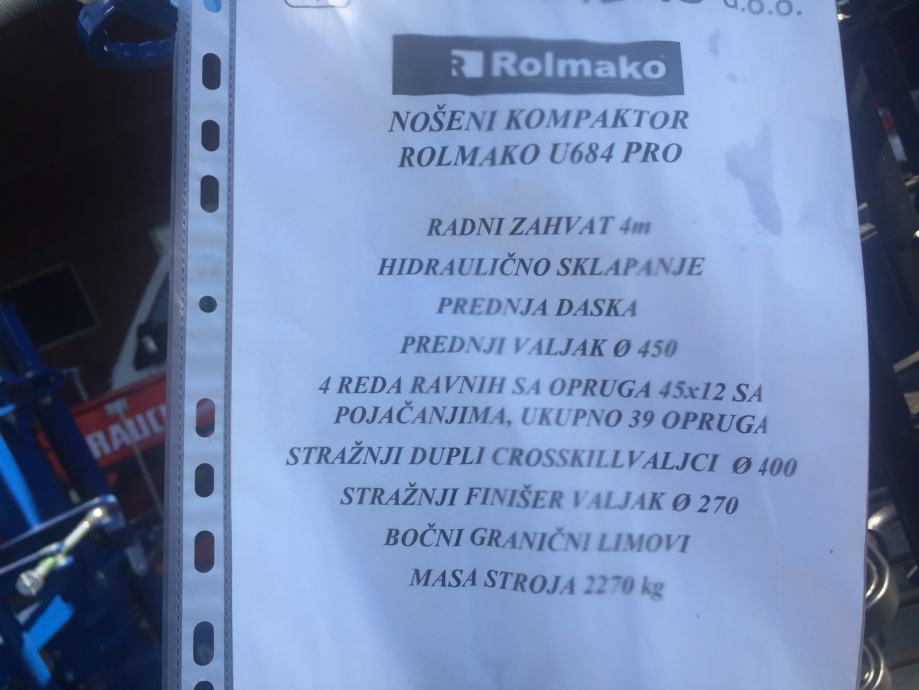 d.o.o.
Rolmako
NOŠENI KOMPAKTOR
ROLMAKO U684 PRO
RADNI ZAHVAT 4m
HIDRAULIČNO SKLAPANJE
PREDNJA DASKA
PREDNJI VALJAK Ø 450
4 REDA RAVNIH SA OPRUGA 45x12 SA
POJAČANJIMA, UKUPNO 39 OPRUGA
STRAŽNJI DUPLI CROSSKILLVALJCI Ø 400
STRAŽNJI FINIŠER VALJAK Ø 270
BOČNI GRANIČNI LIMOVI
MASA STROJA 2270 kg